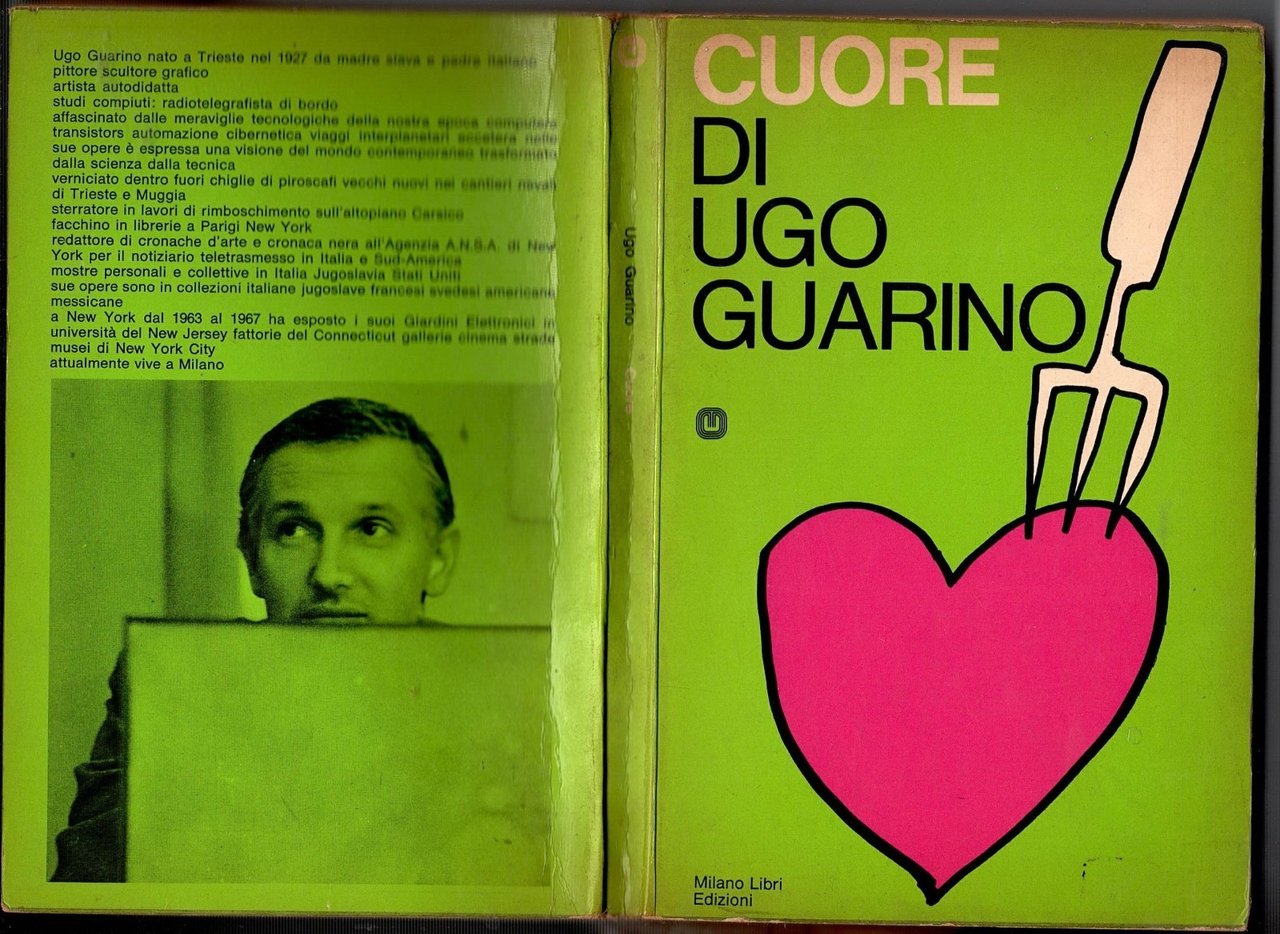 Ugo Guarino nato a Trieste nel 1927 da madre slava e padre italiano
pittore scultore grafico
artista autodidatta
studi compiuti: radiotelegrafista di bordo
affascinato dalle meraviglie tecnologiche della nostra epoca computers
transistors automazione cibernetica viaggi interplanetari eccetera nelle
sue opere è espressa una visione del mondo contemporaneo trasformato
dalla scienza dalla tecnica
verniciato dentro fuori chiglie di piroscafi vecchi nuovi nei cantieri navali
di Trieste e Muggia
sterratore in lavori di rimboschimento sull'altopiano Carsico
facchino in librerie a Parigi New York
redattore di cronache d'arte e cronaca nera all'Agenzia A.N.S.A. di New
York per il notiziario teletrasmesso in Italia e Sud-America
mostre personali e collettive in Italia Jugoslavia Stati Uniti
sue opere sono in collezioni italiane jugoslave francesi svedesi americane
messicane
a New York dal 1963 al 1967 ha esposto i suoi Giardini Elettronici in
università del New Jersey fattorie del Connecticut gallerie cinema strade
musei di New York City
attualmente vive a Milano
Ugo Guarino Cuore
CUORE
DI
UGO
GUARINO
Milano Libri
Edizioni